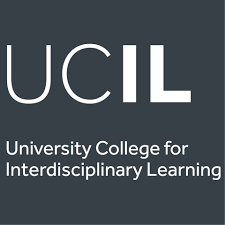 UCIL
University College for
Interdisciplinary Learning